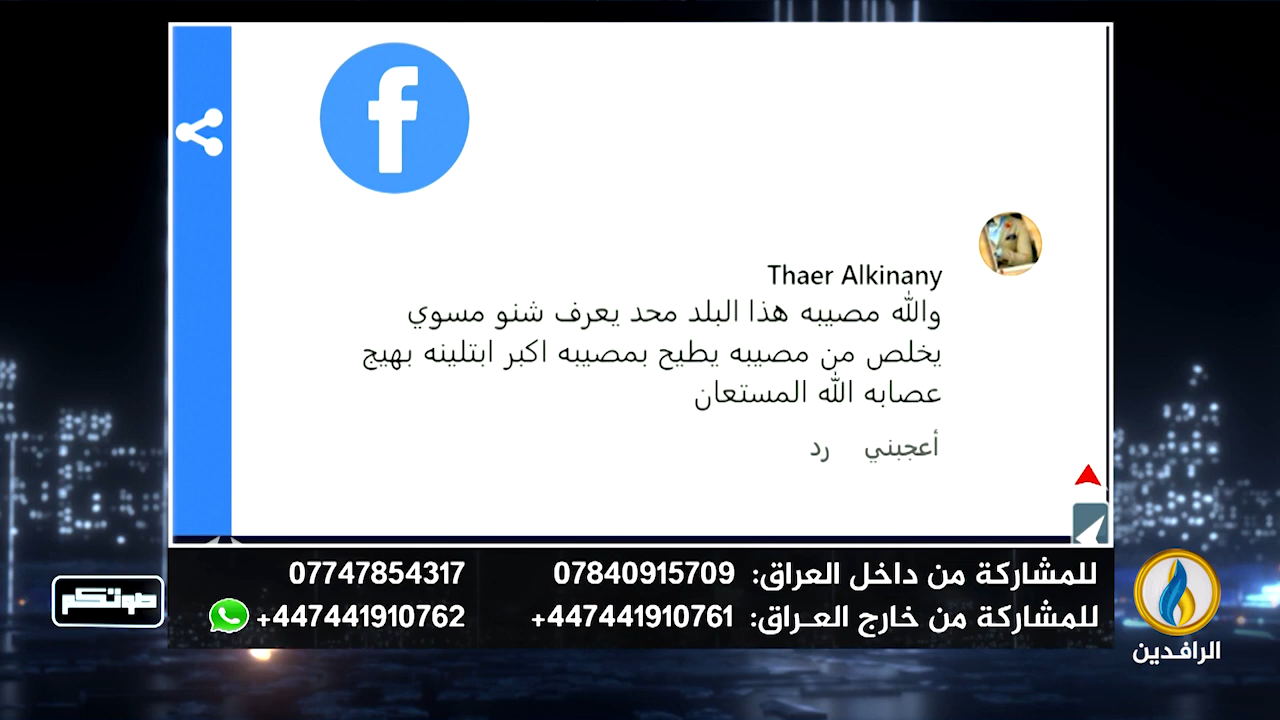 Thaer Alkinany
والله مصيبه هذا البلد محد يعرف شنو مسوي
يخلص من مصيبه يطيح بمصيبه اكبر ابتلينه بهيج
عصابه الله المستعان
أعجبني رد
للمشاركة من داخل العراق: 07840915709 07747854317
للمشاركة من خارج العـراق: +447441910761 +447441910762
صوتكم
الرافدين